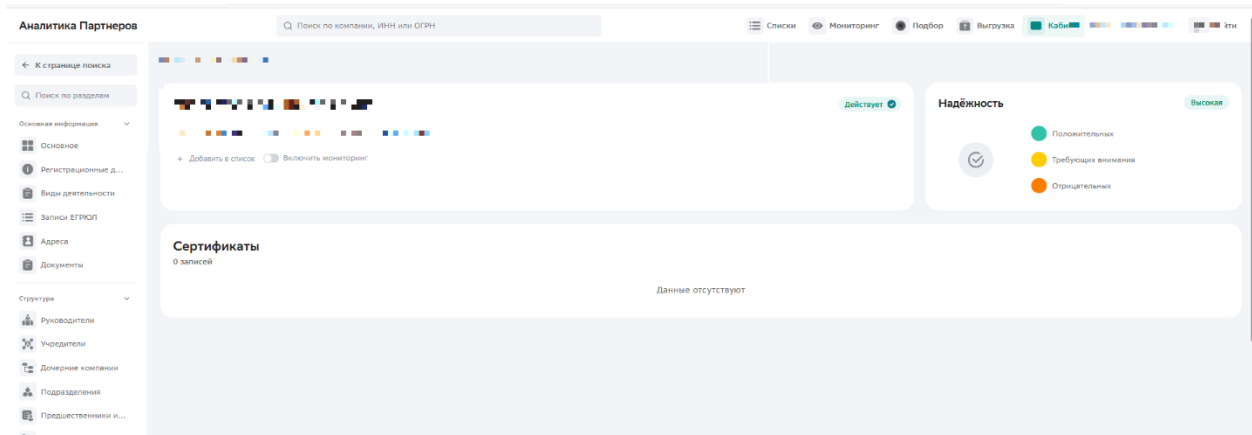 Аналитика Партнеров
Поиск по компании, ИНН или ОГРН
Списки
Мониторинг
Подбор
Выгрузка
← К странице поиска
Поиск по разделам
Основная информация
Основное
Регистрационные д...
Виды деятельности
Записи ЕГРЮЛ
Адреса
Документы
Структура
Руководители
Учредители
Дочерние компании
Подразделения
Предшественники и...
Действует
+ Добавить в список Включить мониторинг
Надёжность
Высокая
Положительных
Требующих внимания
Отрицательных
Сертификаты
0 записей
Данные отсутствуют